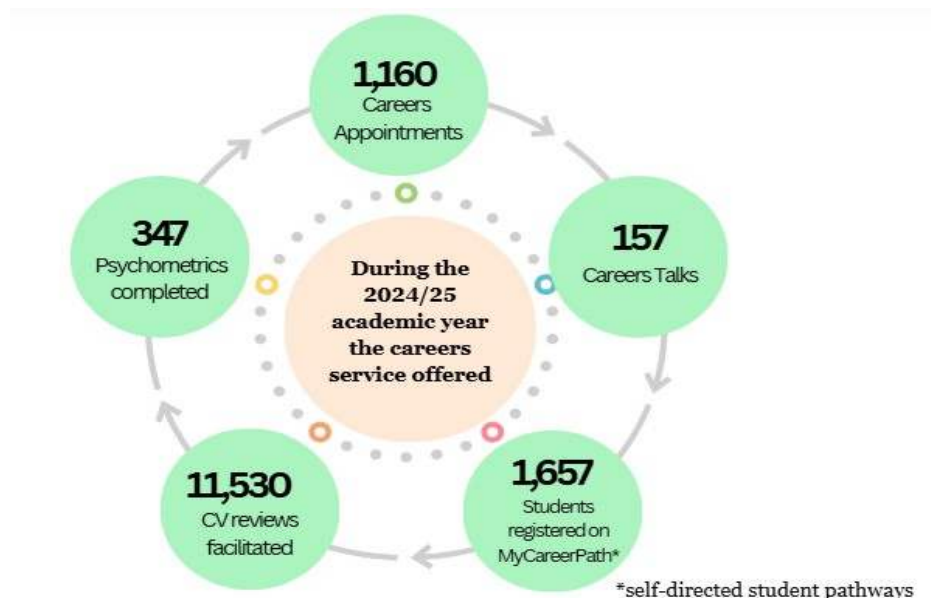 1,160
Careers
Appointments
157
Careers Talks
1,657
Students
registered on
MyCareerPath*
11,530
CV reviews
facilitated
347
Psychometrics
completed
During the
2024/25
academic year
the careers
service offered
*self-directed student pathways